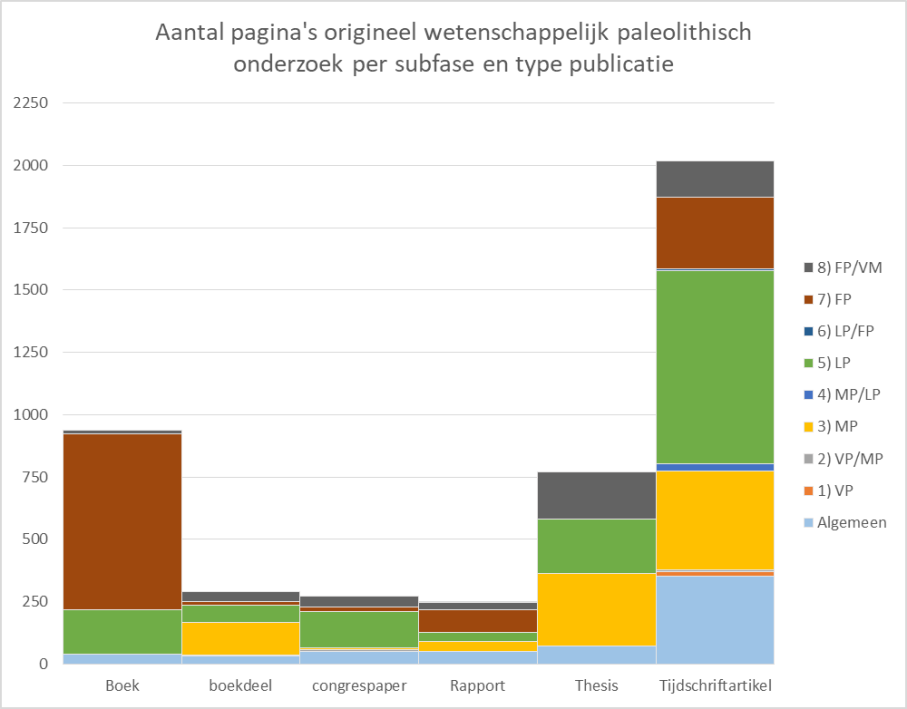 Aantal pagina's origineel wetenschappelijk paleolithisch
onderzoek per subfase en type publicatie
2250
2000
1750
1500
1250
1000
750
500
250
0
Boek
boekdeel
congrespaper
Rapport
Thesis
Tijdschriftartikel
8) FP/VM
7) FP
6) LP/FP
5) LP
4) MP/LP
3) MP
2) VP/MP
1) VP
Algemeen